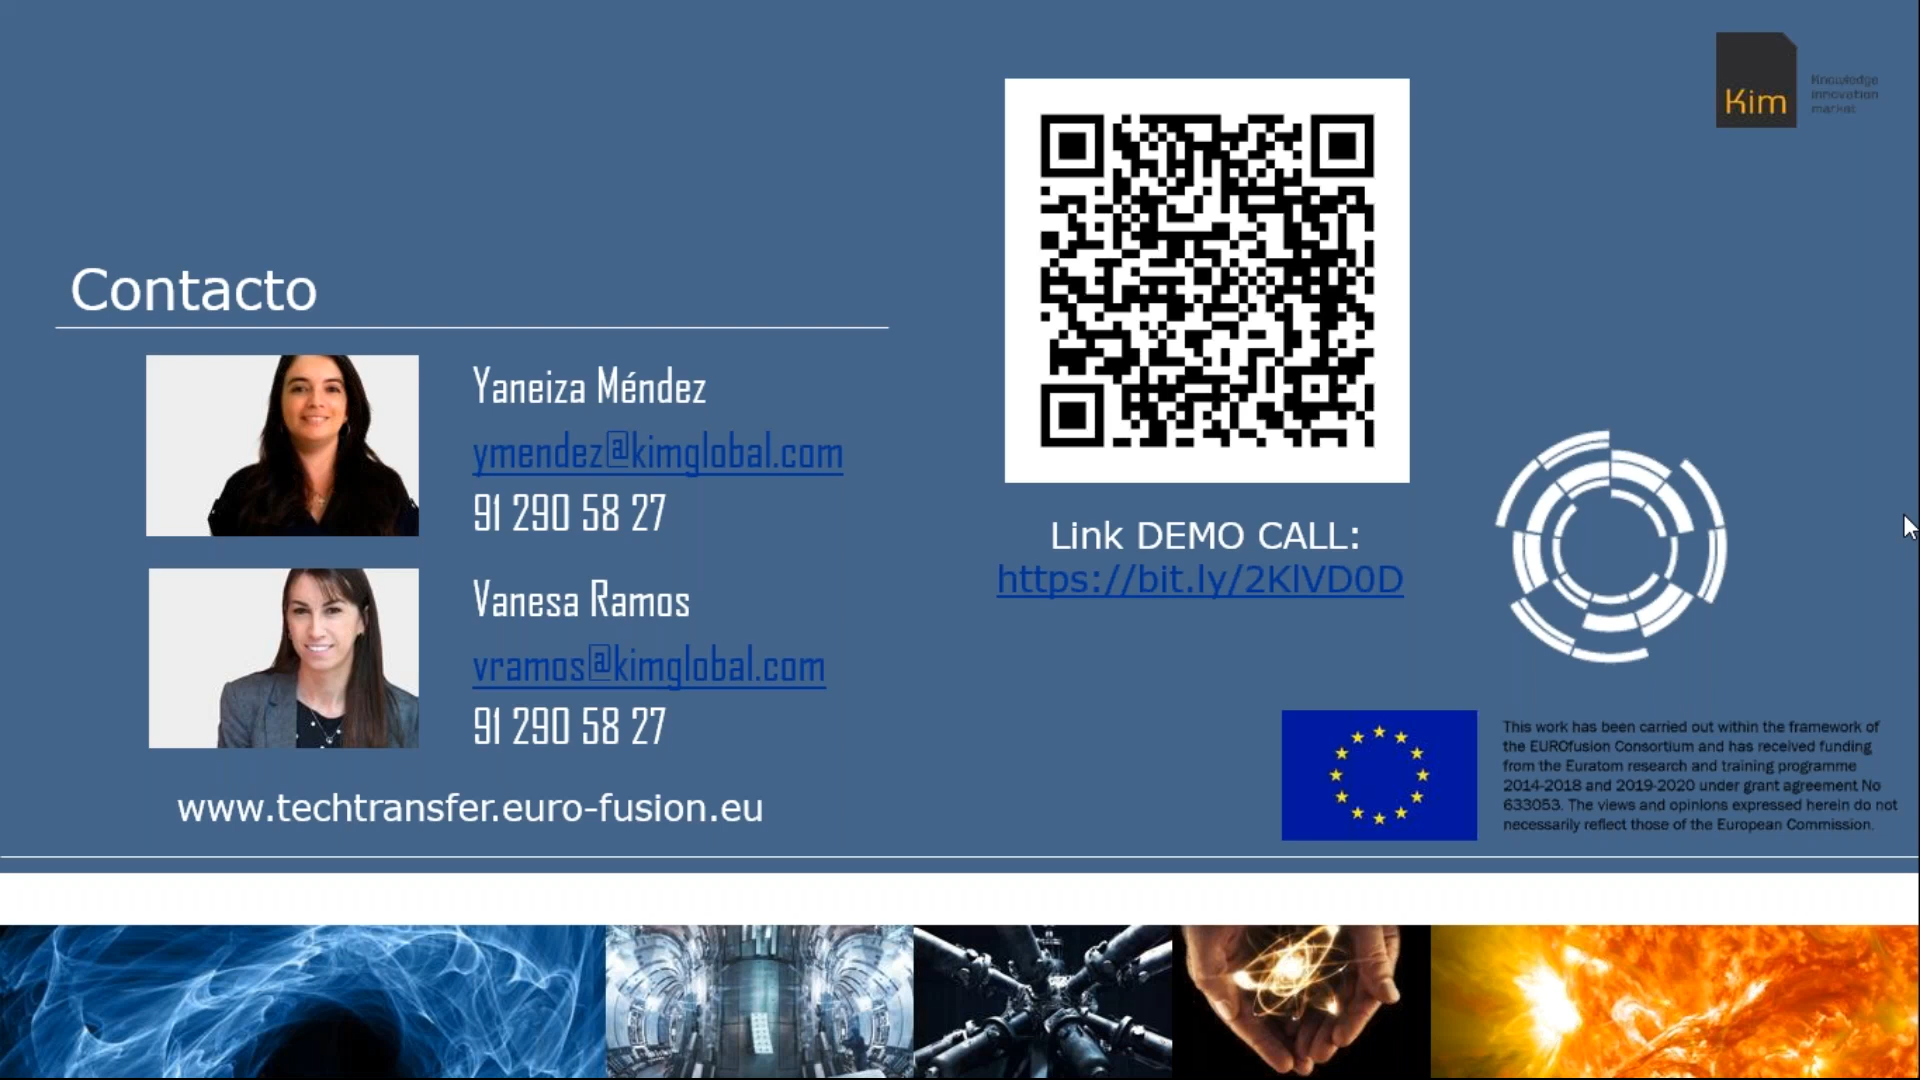 Kim
Knowledge
innovation
market
Contacto
Yaneiza Méndez
ymendez@kimglobal.com
91 290 58 27
Vanesa Ramos
vramos@kimglobal.com
91 290 58 27
www.techtransfer.euro-fusion.eu
Link DEMO CALL:
https://bit.ly/2KlVD0D
This work has been carried out within the framework of
the EUROfusion Consortium and has received funding
from the Euratom research and training programme
2014-2018 and 2019-2020 under grant agreement No
633053. The views and opinions expressed herein do not
necessarily reflect those of the European Commission.